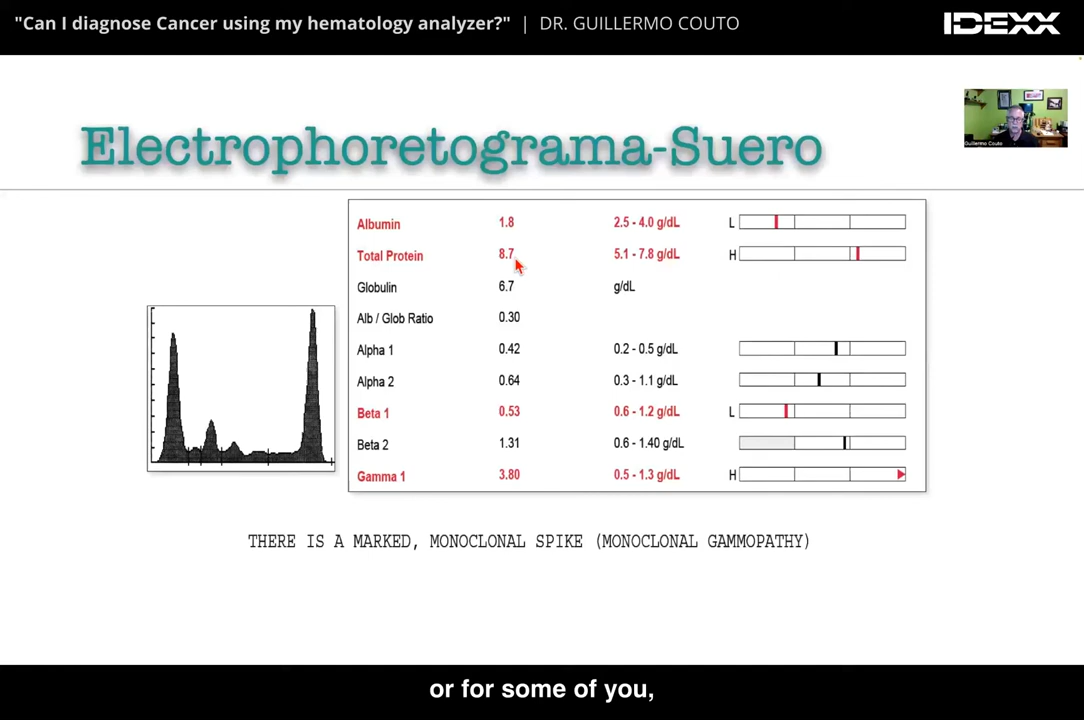 "Can I diagnose Cancer using my hematology analyzer?" | DR. GUILLERMO COUTO
IDEXX
Guillermo Couto
Electrophoretograma-Suero
Albumin 1.8 2.5 - 4.0 g/dL L
Total Protein 8.7 5.1 - 7.8 g/dL H
Globulin 6.7 g/dL
Alb / Glob Ratio 0.30
Alpha 1 0.42 0.2 - 0.5 g/dL
Alpha 2 0.64 0.3 - 1.1 g/dL
Beta 1 0.53 0.6 - 1.2 g/dL L
Beta 2 1.31 0.6 - 1.40 g/dL
Gamma 1 3.80 0.5 - 1.3 g/dL H
THERE IS A MARKED, MONOCLONAL SPIKE (MONOCLONAL GAMMOPATHY)
or for some of you,